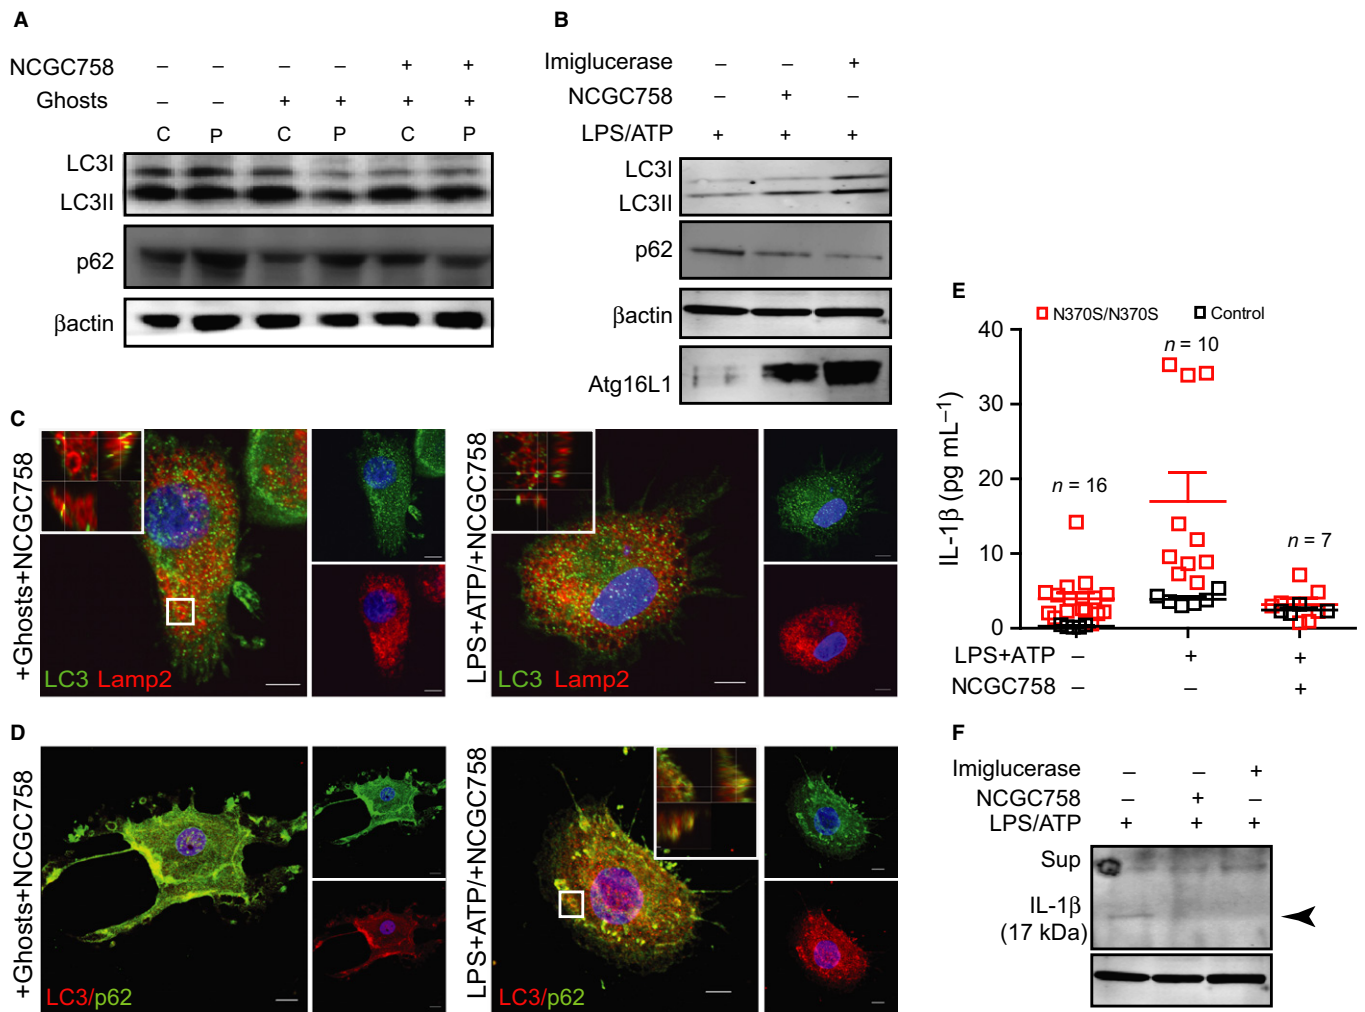 A
NCGC758 – – – – + +
Ghosts – – + + + +
C P C P C P
LC3I
LC3II
p62
βactin
B
Imiglucerase – – +
NCGC758 – + –
LPS/ATP + + +
LC3I
LC3II
p62
βactin
Atg16L1
C
+Ghosts+NCGC758
LC3 Lamp2
LPS+ATP/+NCGC758
LC3 Lamp2
D
+Ghosts+NCGC758
LC3/p62
LPS+ATP/+NCGC758
LC3/p62
E
N370S/N370S Control
IL-1β (pg mL⁻¹)
40
30
20
10
0
n = 16
n = 10
n = 7
LPS+ATP – + +
NCGC758 – – +
F
Imiglucerase – – +
NCGC758 – + –
LPS/ATP + + +
Sup
IL-1β
(17 kDa)